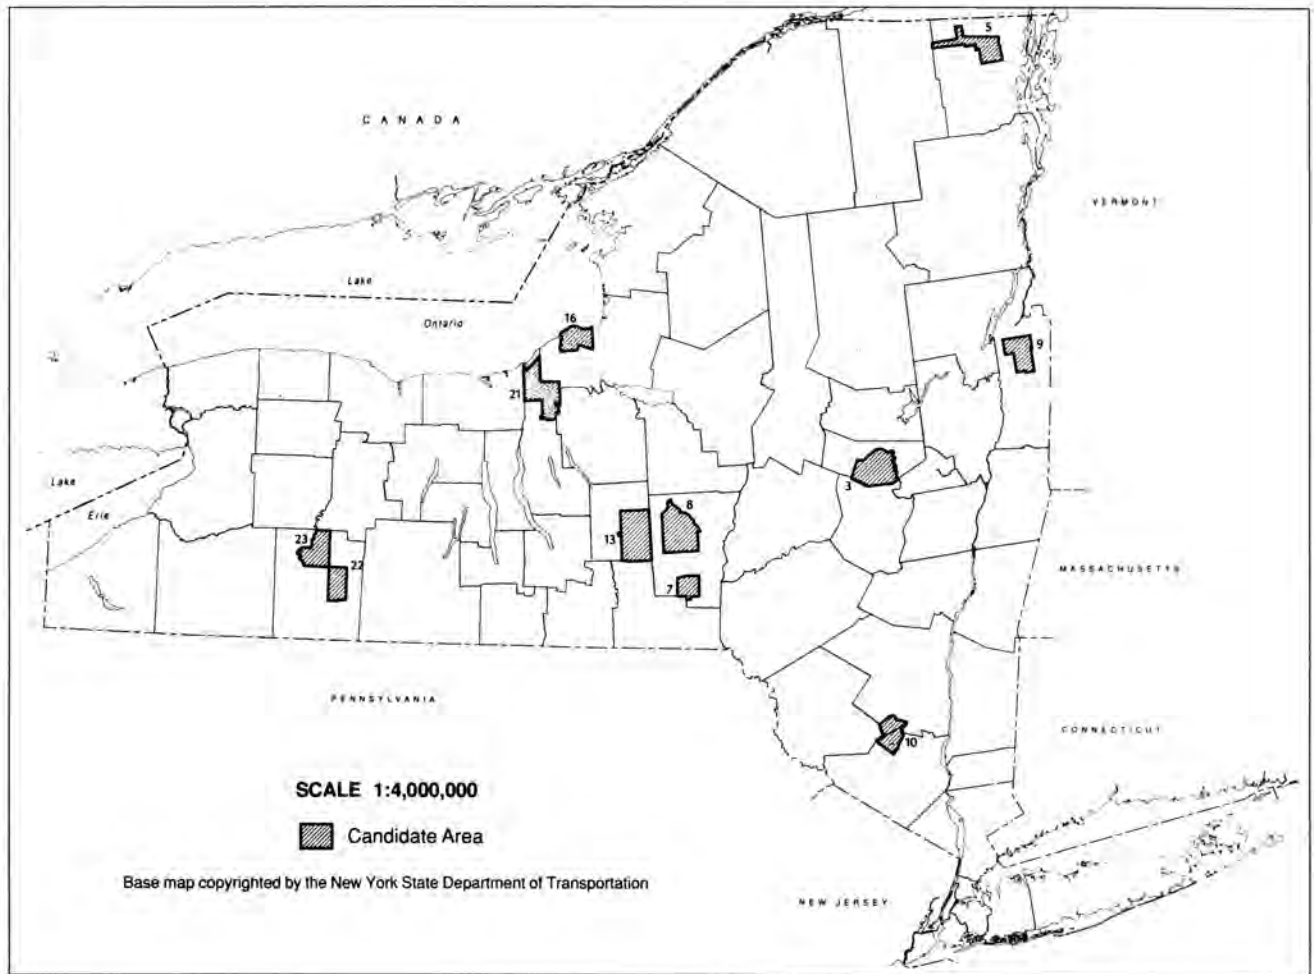 5
CANADA
VERMONT
Lake
16
Ontario
9
21
3
Lake
8
Erie
13
23
22
MASSACHUSETTS
7
PENNSYLVANIA
CONNECTICUT
10
SCALE 1:4,000,000
Candidate Area
Base map copyrighted by the New York State Department of Transportation
NEW JERSEY